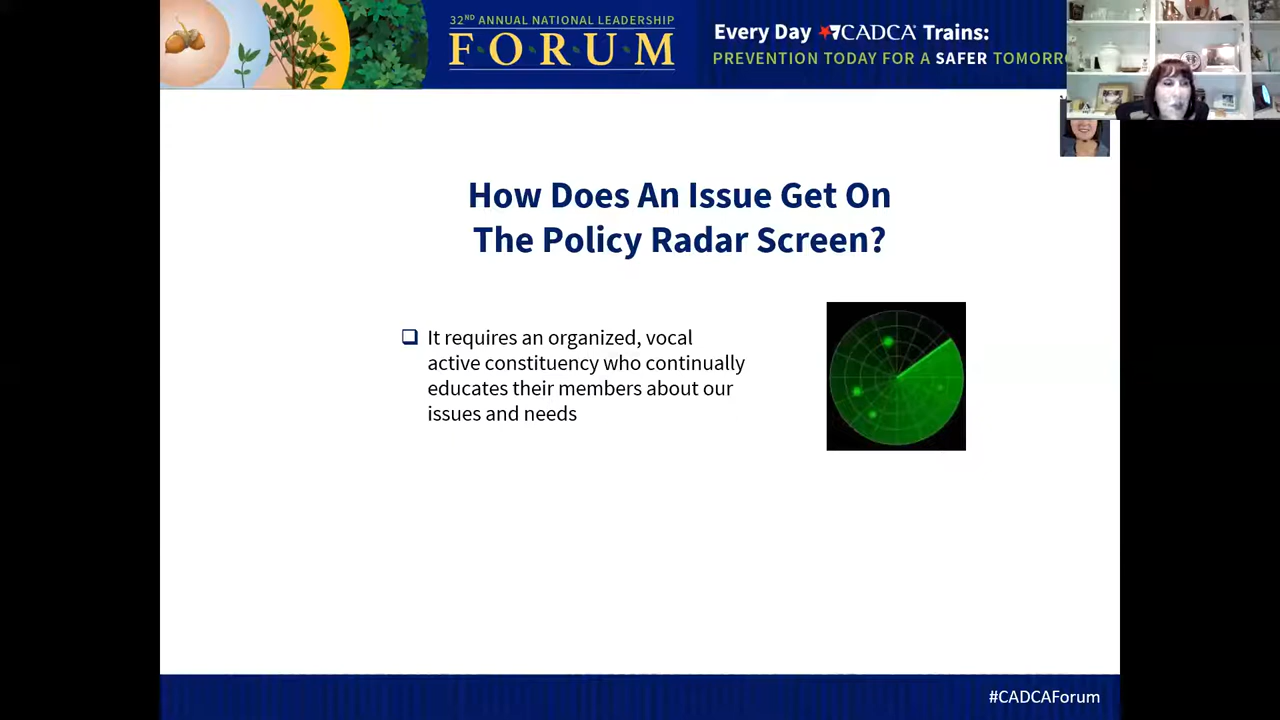 32ND ANNUAL NATIONAL LEADERSHIP
FORUM
Every Day CADCA Trains:
PREVENTION TODAY FOR A SAFER TOMORR
How Does An Issue Get On
The Policy Radar Screen?
It requires an organized, vocal
active constituency who continually
educates their members about our
issues and needs
#CADCAForum